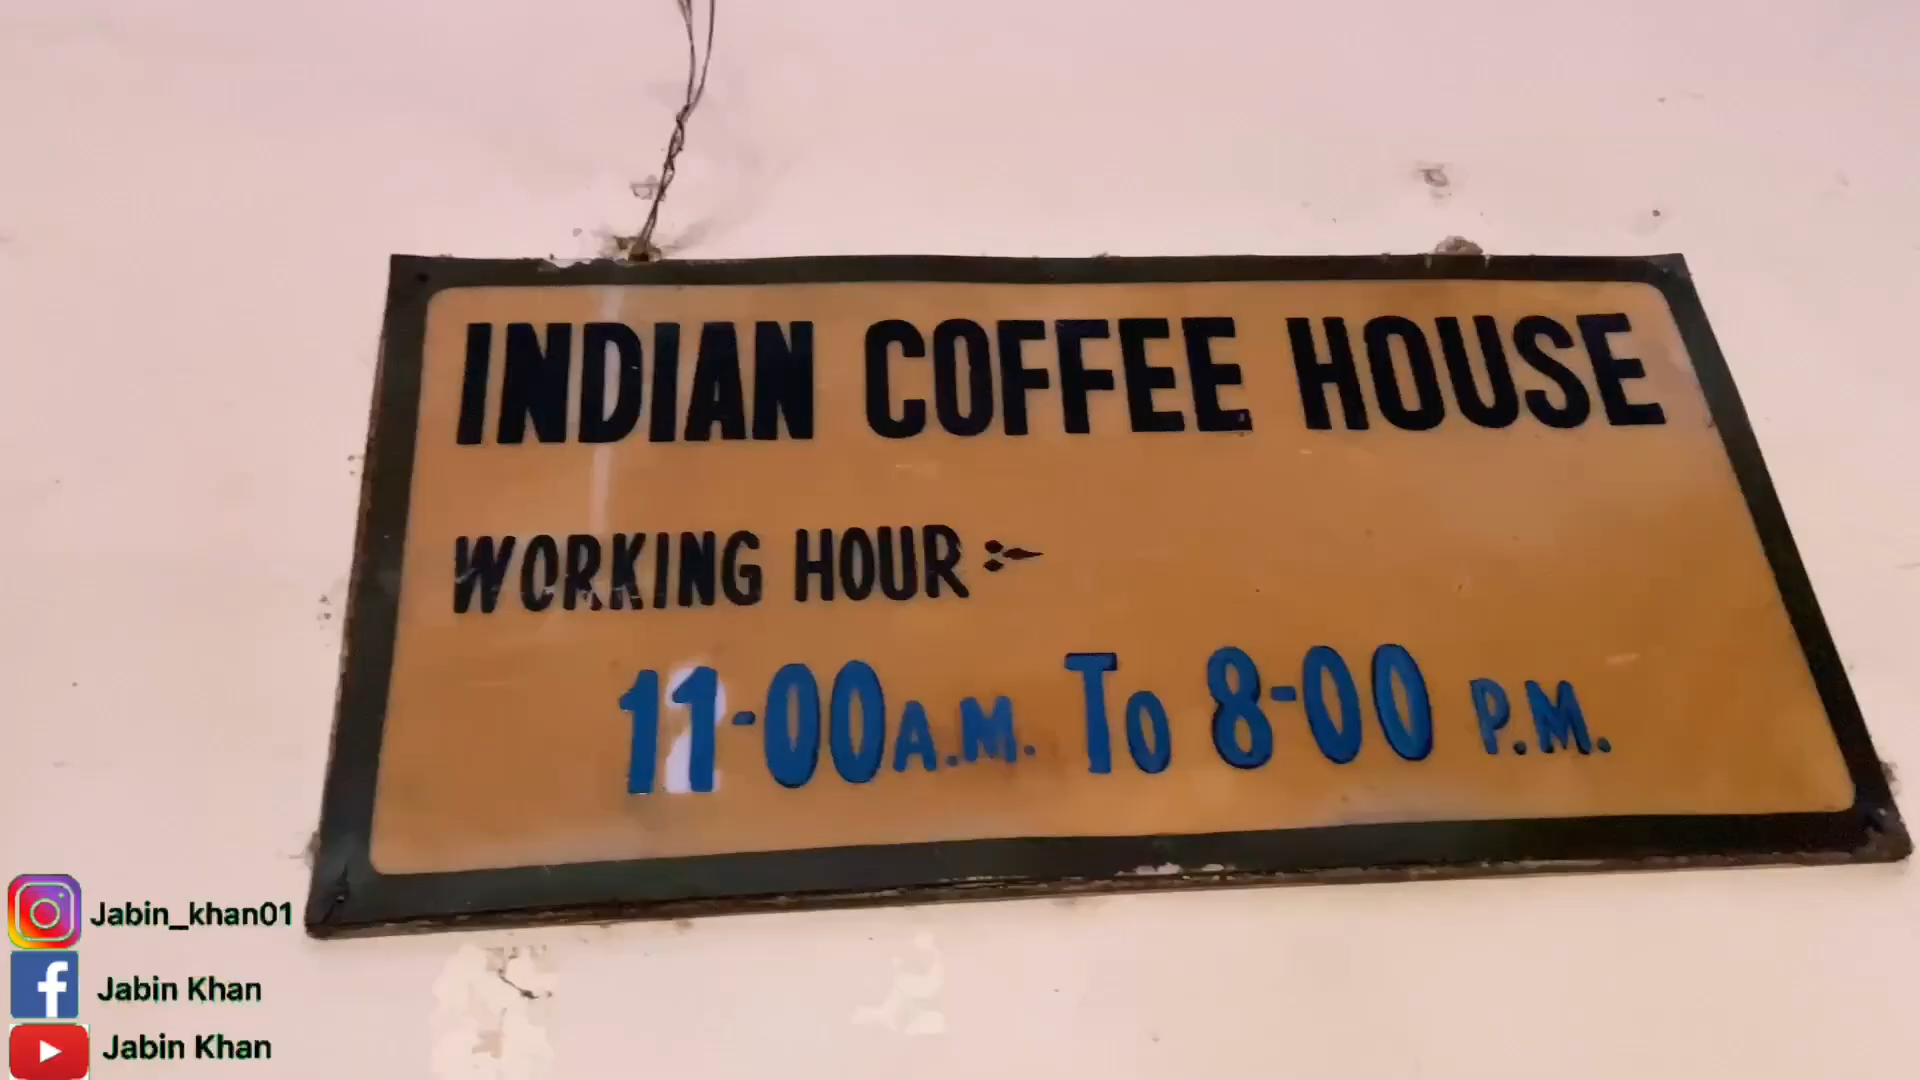 INDIAN COFFEE HOUSE
WORKING HOUR :-
11-00 A.M. TO 8-00 P.M.
Jabin_khan01
Jabin Khan
Jabin Khan